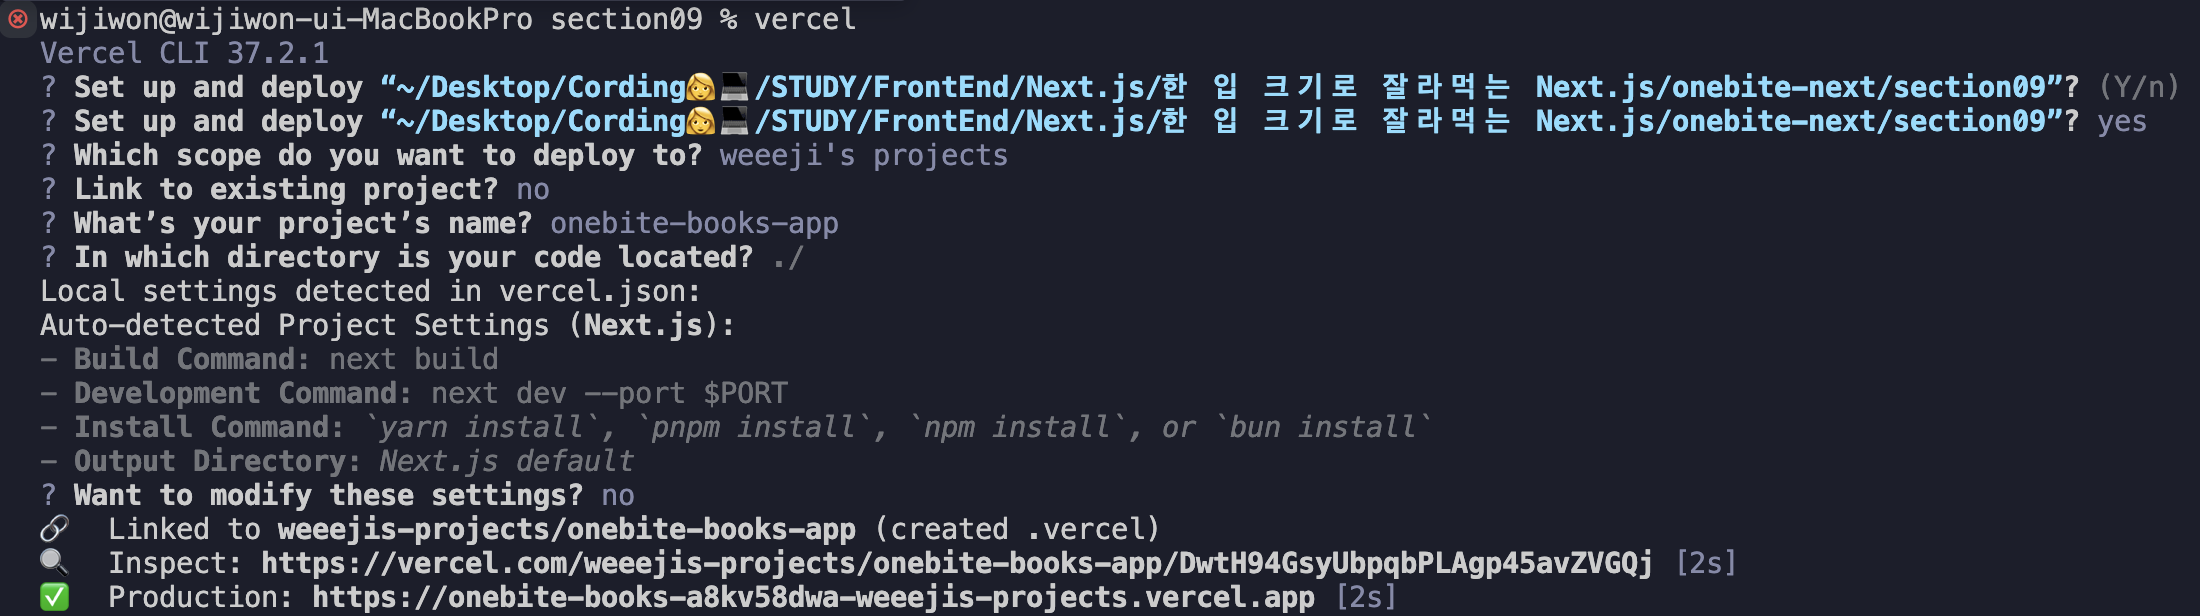 wijiwon@wijiwon-ui-MacBookPro section09 % vercel
Vercel CLI 37.2.1
? Set up and deploy “~/Desktop/Cording👩💻/STUDY/FrontEnd/Next.js/한 입 크기로 잘라먹는 Next.js/onebite-next/section09”? (Y/n)
? Set up and deploy “~/Desktop/Cording👩💻/STUDY/FrontEnd/Next.js/한 입 크기로 잘라먹는 Next.js/onebite-next/section09”? yes
? Which scope do you want to deploy to? weeeji's projects
? Link to existing project? no
? What’s your project’s name? onebite-books-app
? In which directory is your code located? ./
Local settings detected in vercel.json:
Auto-detected Project Settings (Next.js):
- Build Command: next build
- Development Command: next dev --port $PORT
- Install Command: `yarn install`, `pnpm install`, `npm install`, or `bun install`
- Output Directory: Next.js default
? Want to modify these settings? no
🔗 Linked to weeejis-projects/onebite-books-app (created .vercel)
🔍 Inspect: https://vercel.com/weeejis-projects/onebite-books-app/DwtH94GsyUbpqbPLAgp45avZVGQj [2s]
✅ Production: https://onebite-books-a8kv58dwa-weeejis-projects.vercel.app [2s]